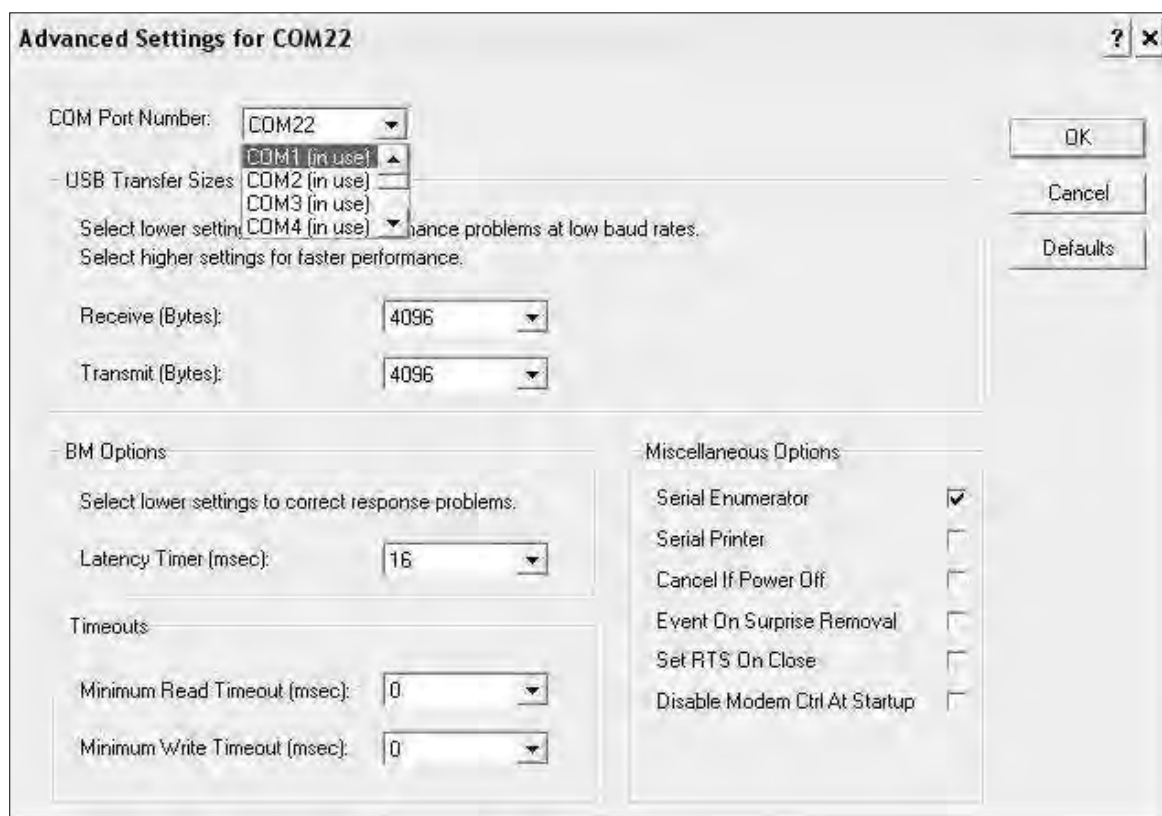 Advanced Settings for COM22
? ×
COM Port Number: COM22
COM1 (in use)
COM2 (in use)
COM3 (in use)
COM4 (in use)
USB Transfer Sizes
Select lower settin mance problems at low baud rates.
Select higher settings for faster performance.
Receive (Bytes): 4096
Transmit (Bytes): 4096
OK
Cancel
Defaults
BM Options
Select lower settings to correct response problems.
Latency Timer (msec): 16
Timeouts
Minimum Read Timeout (msec): 0
Minimum Write Timeout (msec): 0
Miscellaneous Options
Serial Enumerator
Serial Printer
Cancel If Power Off
Event On Surprise Removal
Set RTS On Close
Disable Modem Ctrl At Startup